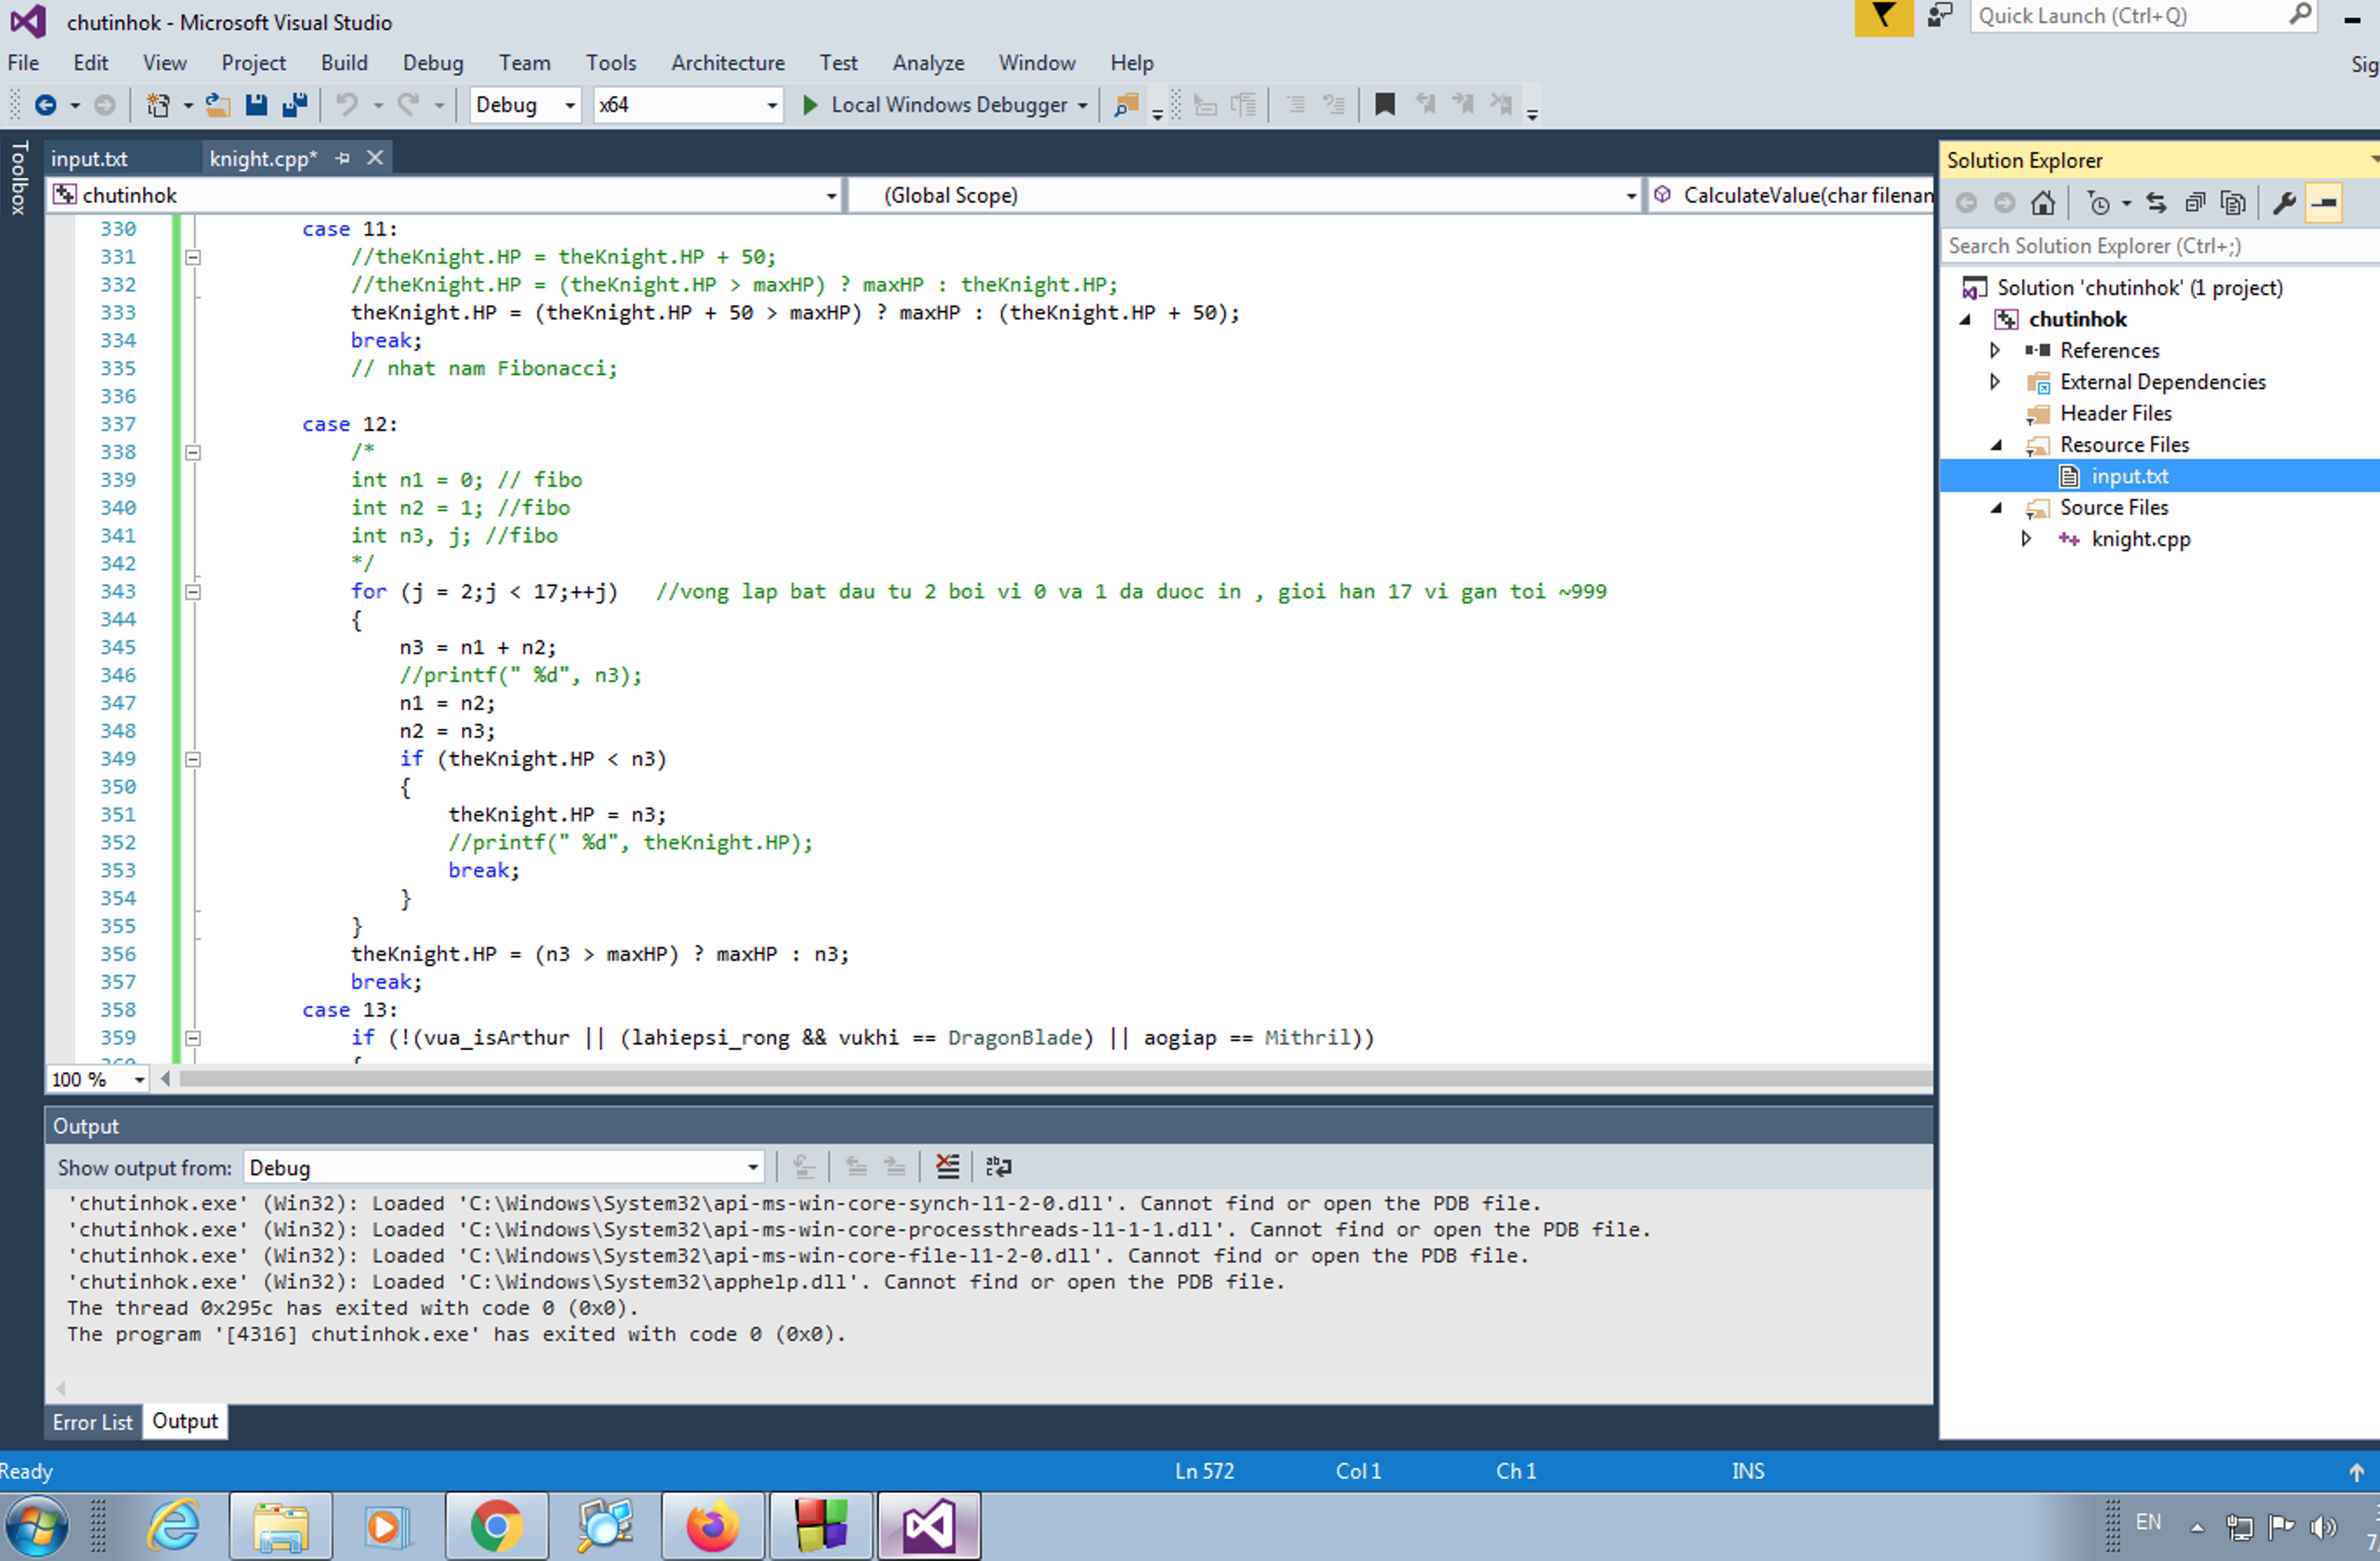 chutinhok - Microsoft Visual Studio
Quick Launch (Ctrl+Q)
File Edit View Project Build Debug Team Tools Architecture Test Analyze Window Help
Sig
Debug x64 Local Windows Debugger
Toolbox
input.txt knight.cpp*
chutinhok (Global Scope) CalculateValue(char filenan
330 case 11:
331 //theKnight.HP = theKnight.HP + 50;
332 //theKnight.HP = (theKnight.HP > maxHP) ? maxHP : theKnight.HP;
333 theKnight.HP = (theKnight.HP + 50 > maxHP) ? maxHP : (theKnight.HP + 50);
334 break;
335 // nhat nam Fibonacci;
336
337 case 12:
338 /*
339 int n1 = 0; // fibo
340 int n2 = 1; //fibo
341 int n3, j; //fibo
342 */
343 for (j = 2;j < 17;++j) //vong lap bat dau tu 2 boi vi 0 va 1 da duoc in , gioi han 17 vi gan toi ~999
344 {
345 n3 = n1 + n2;
346 //printf(" %d", n3);
347 n1 = n2;
348 n2 = n3;
349 if (theKnight.HP < n3)
350 {
351 theKnight.HP = n3;
352 //printf(" %d", theKnight.HP);
353 break;
354 }
355 }
356 theKnight.HP = (n3 > maxHP) ? maxHP : n3;
357 break;
358 case 13:
359 if (!(vua_isArthur || (lahiepsi_rong && vukhi == DragonBlade) || aogiap == Mithril))
360 {
100 %
Solution Explorer
Search Solution Explorer (Ctrl+;)
Solution 'chutinhok' (1 project)
chutinhok
References
External Dependencies
Header Files
Resource Files
input.txt
Source Files
knight.cpp
Output
Show output from: Debug
'chutinhok.exe' (Win32): Loaded 'C:\Windows\System32\api-ms-win-core-synch-l1-2-0.dll'. Cannot find or open the PDB file.
'chutinhok.exe' (Win32): Loaded 'C:\Windows\System32\api-ms-win-core-processthreads-l1-1-1.dll'. Cannot find or open the PDB file.
'chutinhok.exe' (Win32): Loaded 'C:\Windows\System32\api-ms-win-core-file-l1-2-0.dll'. Cannot find or open the PDB file.
'chutinhok.exe' (Win32): Loaded 'C:\Windows\System32\apphelp.dll'. Cannot find or open the PDB file.
The thread 0x295c has exited with code 0 (0x0).
The program '[4316] chutinhok.exe' has exited with code 0 (0x0).
Error List Output
Ready Ln 572 Col 1 Ch 1 INS
EN